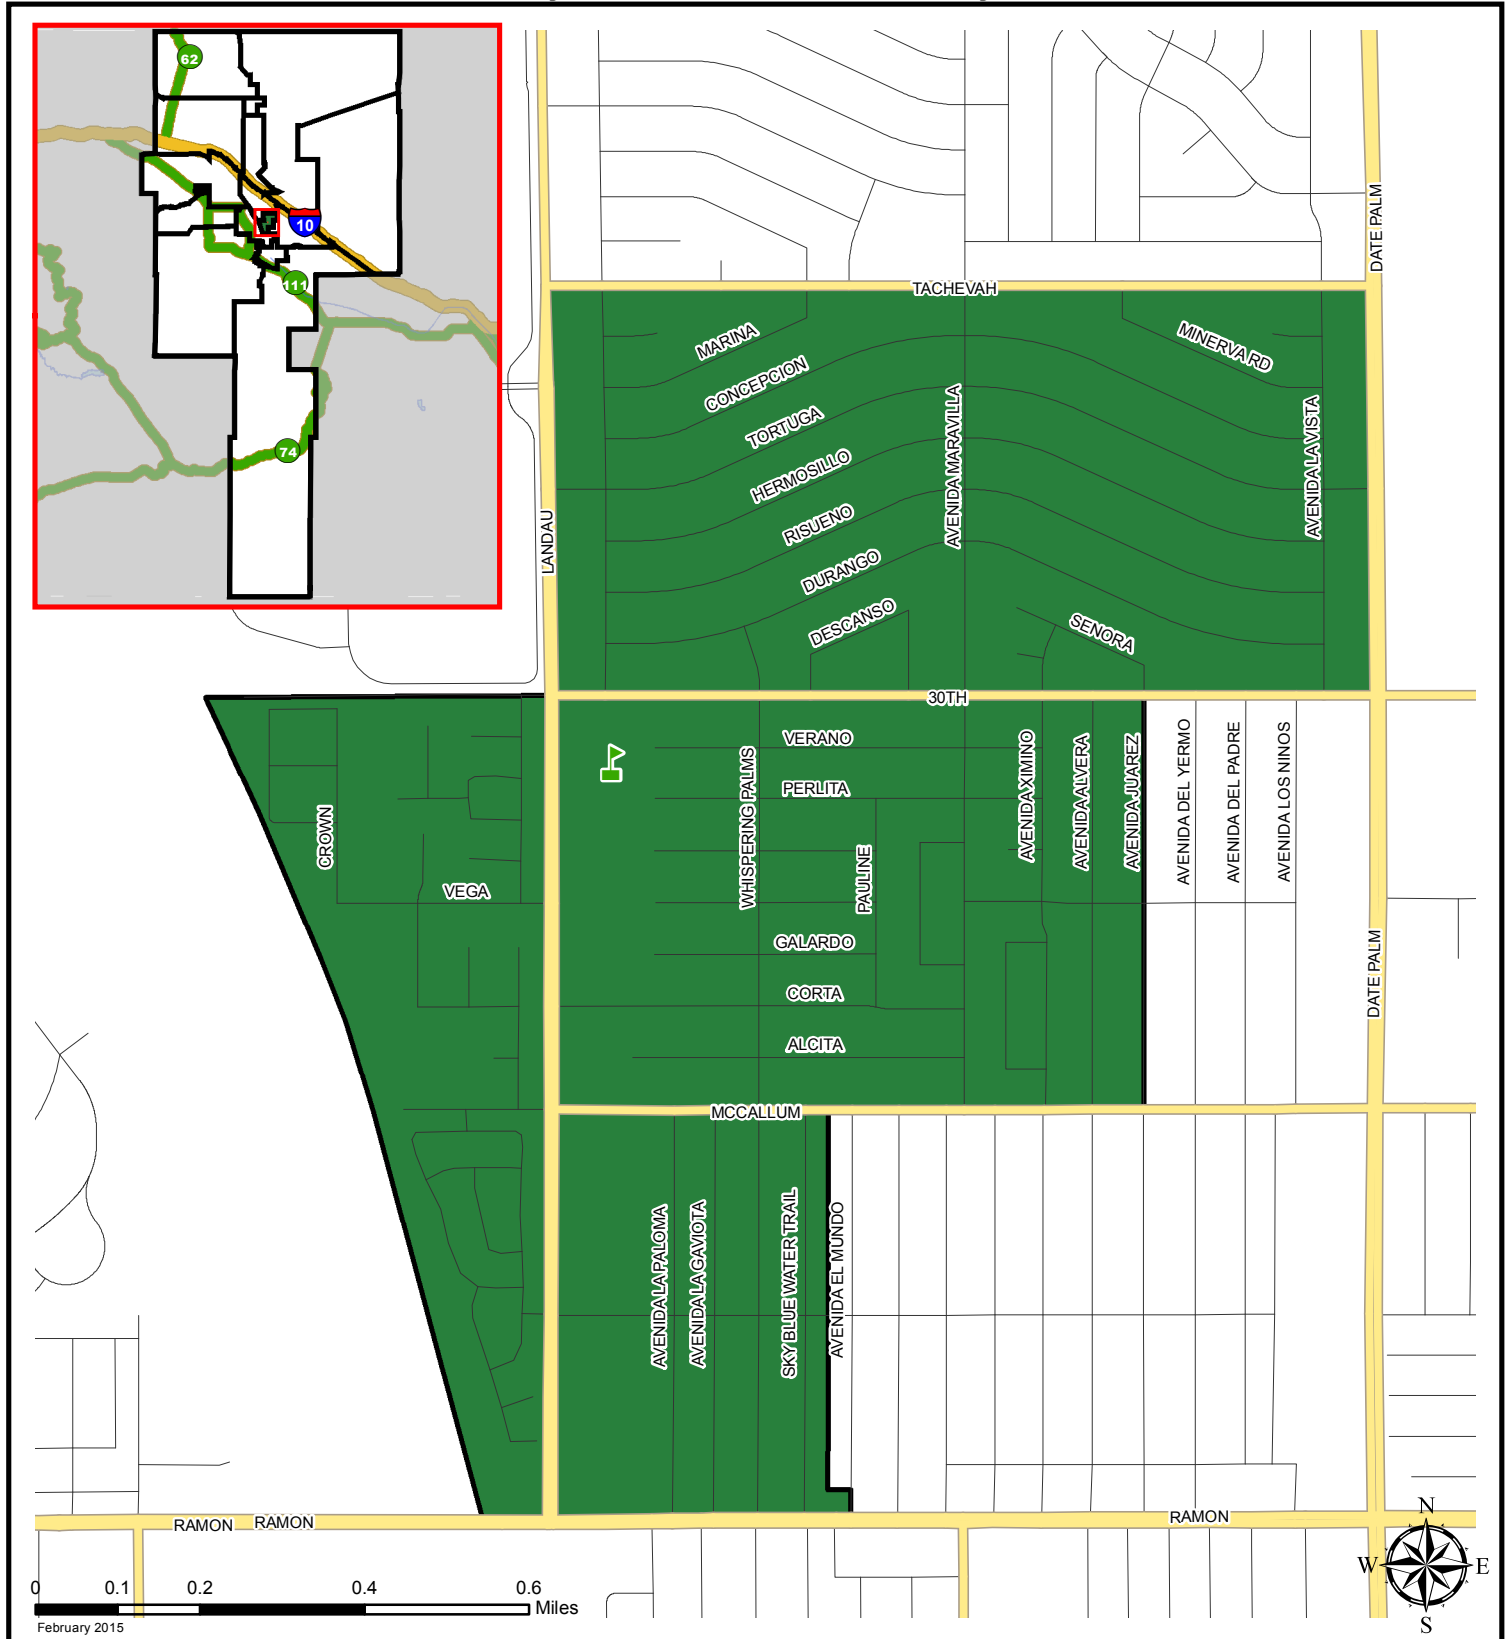 62
10
111
74
DATE PALM
TACHEVAH
MARINA
MINERVA RD
CONCEPCION
TORTUGA
AVENIDA MARAVILLA
AVENIDA LA VISTA
HERMOSILLO
RISUENO
LANDAU
DURANGO
DESCANSO
SENORA
30TH
VERANO
PERLITA
WHISPERING PALMS
AVENIDA XIMINO
AVENIDA ALVERA
AVENIDA JUAREZ
AVENIDA DEL YERMO
AVENIDA DEL PADRE
AVENIDA LOS NINOS
CROWN
PAULINE
VEGA
GALARDO
DATE PALM
CORTA
ALCITA
MCCALLUM
AVENIDA LA PALOMA
AVENIDA LA GAVIOTA
SKY BLUE WATER TRAIL
AVENIDA EL MUNDO
RAMON
RAMON
RAMON
N
W
E
S
0 0.1 0.2 0.4 0.6
Miles
February 2015